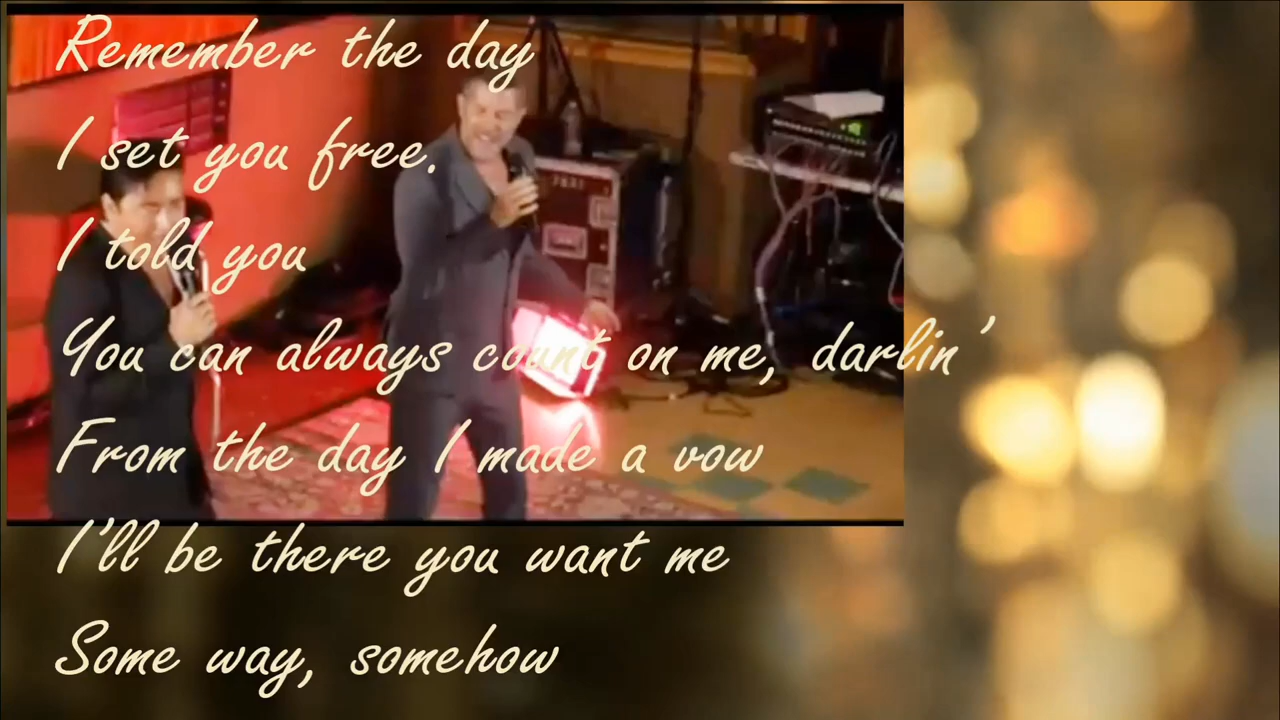 Remember the day
I set you free.
I told you
You can always count on me, darlin'
From the day I made a vow
I'll be there you want me
Some way, somehow